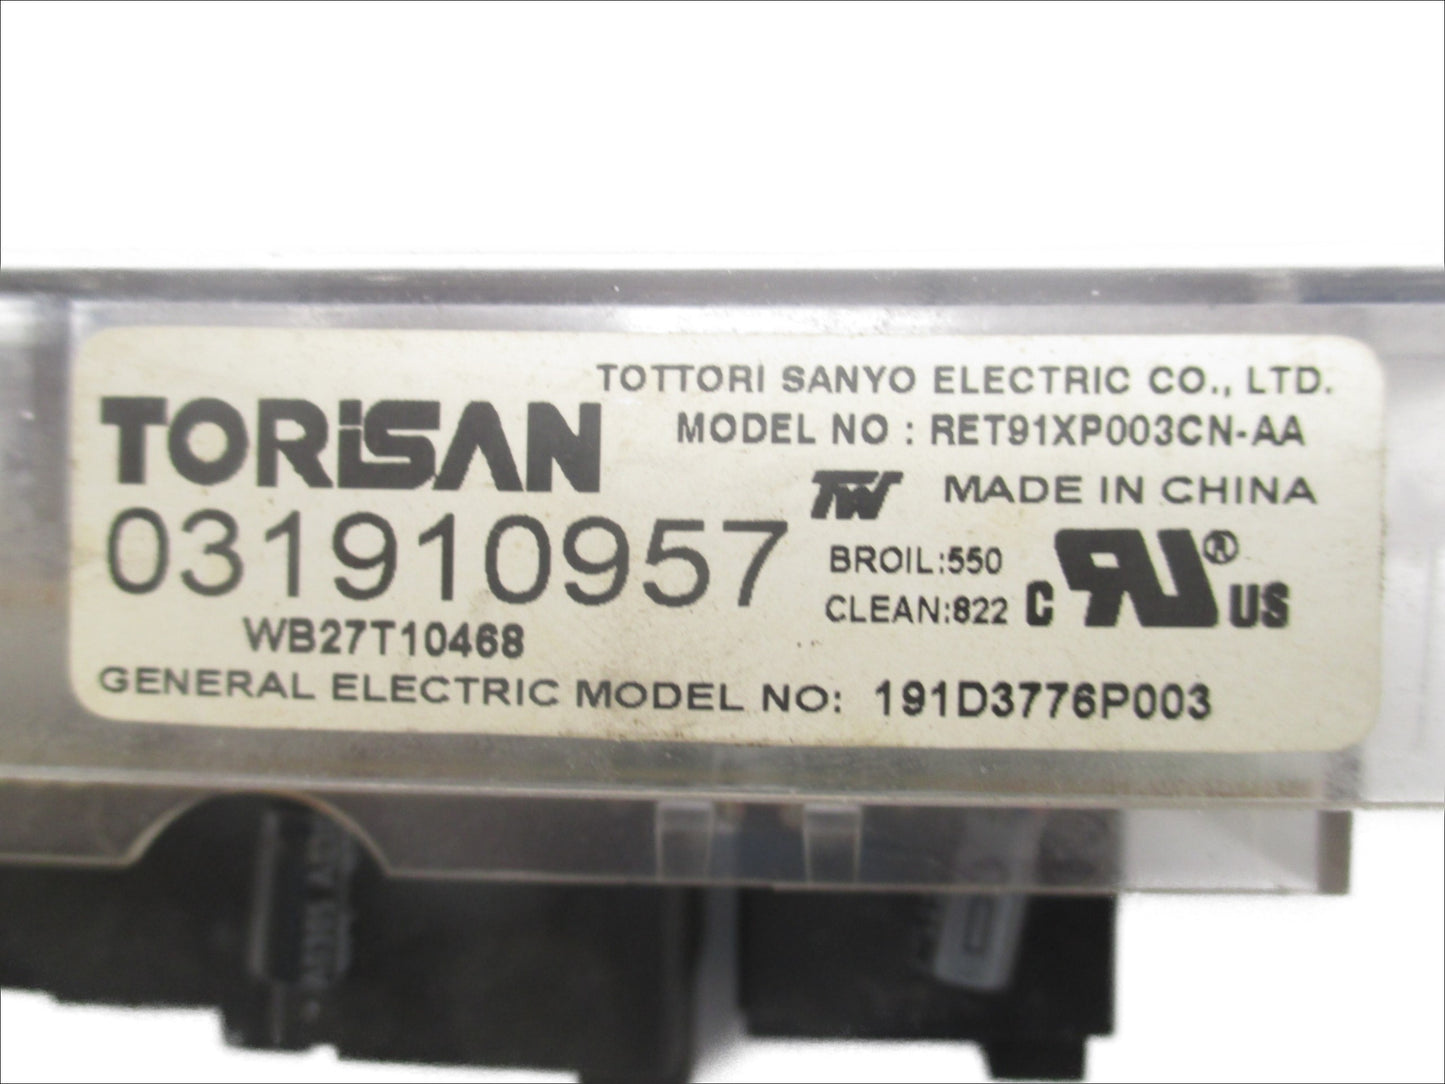 TOTTORI SANYO ELECTRIC CO., LTD.
TORiSAN
MODEL NO : RET91XP003CN-AA
MADE IN CHINA
031910957
BROIL:550
CLEAN:822
C RU ® US
WB27T10468
GENERAL ELECTRIC MODEL NO: 191D3776P003